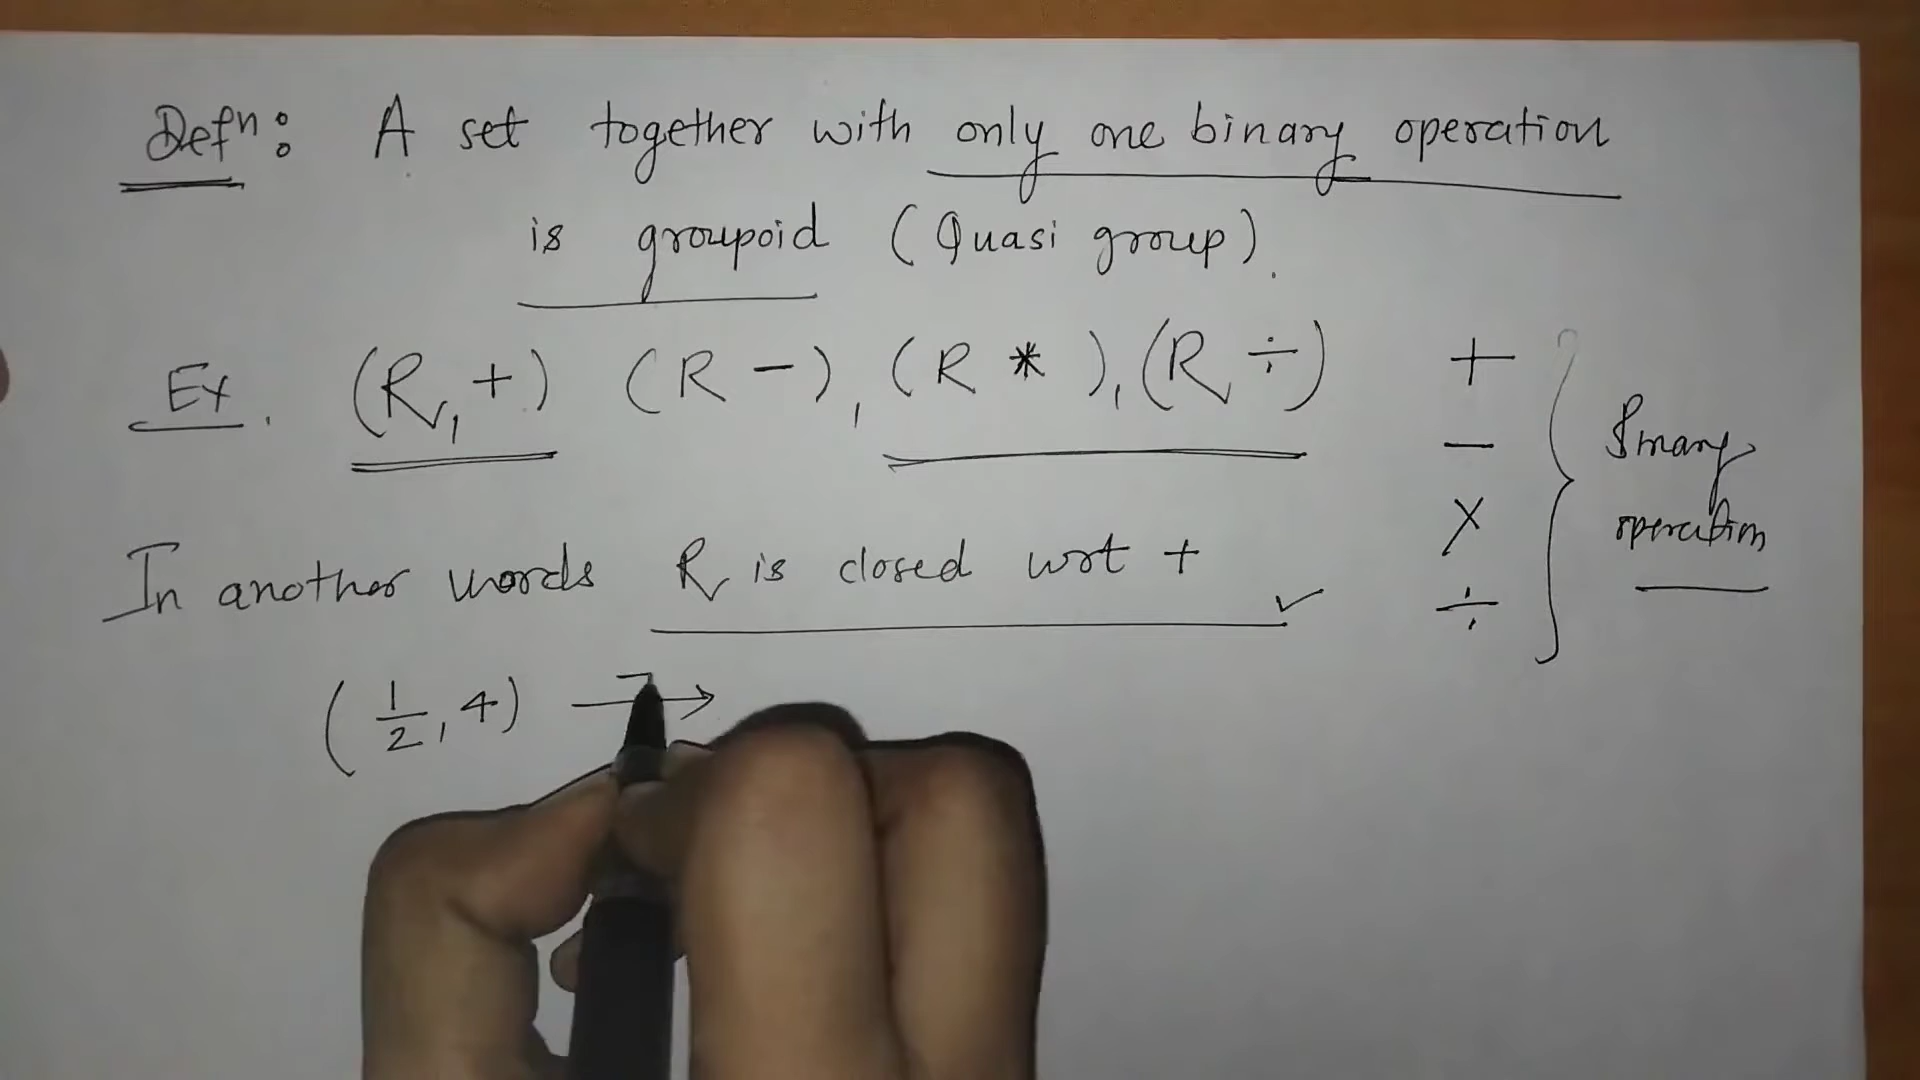 Defn: A set together with only one binary operation
is groupoid (Quasi group).
Ex. (R, +) (R -), (R * ), (R ÷)
+
-
×
÷
Binary
operation
In another words R is closed wrt + ✓
(1/2, 4) →